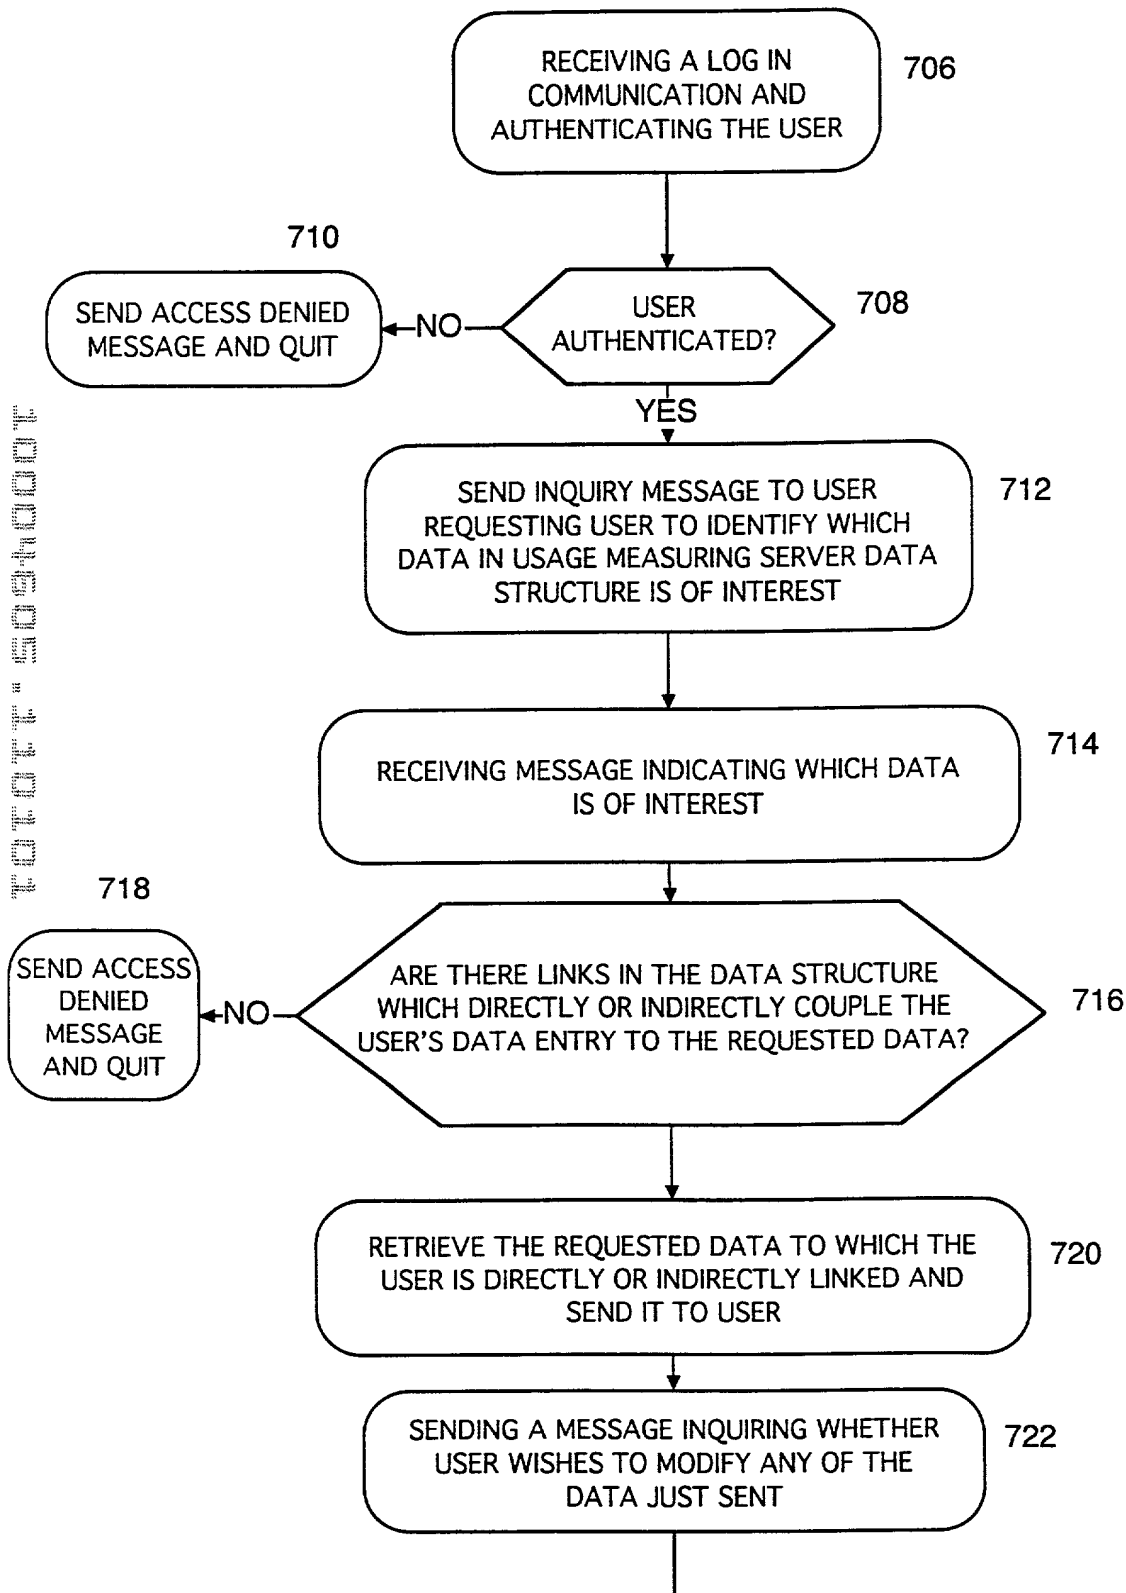 RECEIVING A LOG IN
COMMUNICATION AND
AUTHENTICATING THE USER
706
710
SEND ACCESS DENIED
MESSAGE AND QUIT
NO
USER
AUTHENTICATED?
708
YES
SEND INQUIRY MESSAGE TO USER
REQUESTING USER TO IDENTIFY WHICH
DATA IN USAGE MEASURING SERVER DATA
STRUCTURE IS OF INTEREST
712
RECEIVING MESSAGE INDICATING WHICH DATA
IS OF INTEREST
714
718
SEND ACCESS
DENIED
MESSAGE
AND QUIT
NO
ARE THERE LINKS IN THE DATA STRUCTURE
WHICH DIRECTLY OR INDIRECTLY COUPLE THE
USER'S DATA ENTRY TO THE REQUESTED DATA?
716
RETRIEVE THE REQUESTED DATA TO WHICH THE
USER IS DIRECTLY OR INDIRECTLY LINKED AND
SEND IT TO USER
720
SENDING A MESSAGE INQUIRING WHETHER
USER WISHES TO MODIFY ANY OF THE
DATA JUST SENT
722
10004605.110101